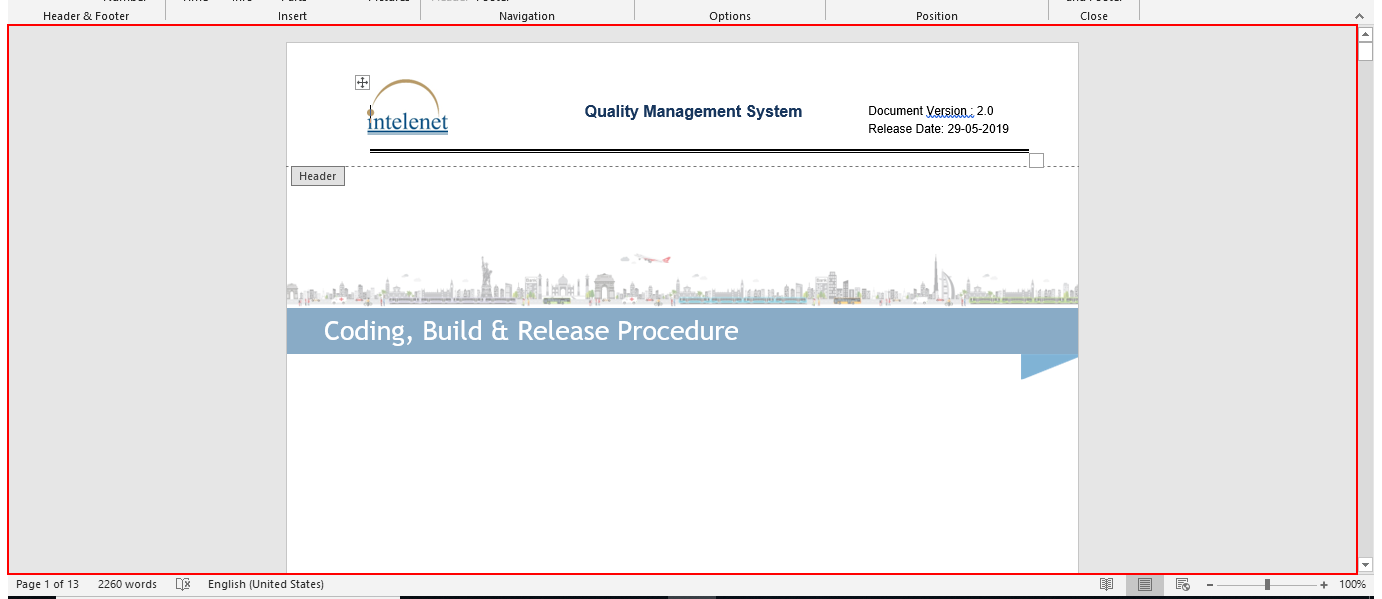 Header & Footer Insert Navigation Options Position Close
intelenet
Quality Management System
Document Version : 2.0
Release Date: 29-05-2019
Header
Coding, Build & Release Procedure
Page 1 of 13 2260 words English (United States) 100%